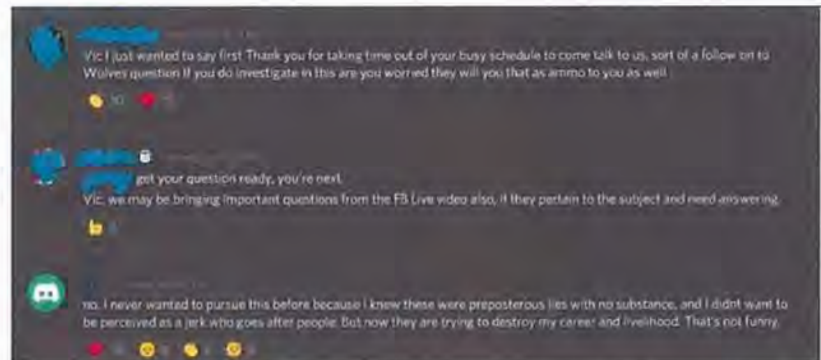 Vic I just wanted to say first Thank you for taking time out of your busy schedule to come talk to us, sort of a follow on to
Wolves question If you do investigate in this are you worried they will you that as ammo to you as well
get your question ready, you're next
Vic, we may be bringing important questions from the FB Live video also, if they pertain to the subject and need answering
no. I never wanted to pursue this before because I knew these were preposterous lies with no substance, and I didnt want to
be perceived as a jerk who goes after people. But now they are trying to destroy my career and livelihood. That's not funny.